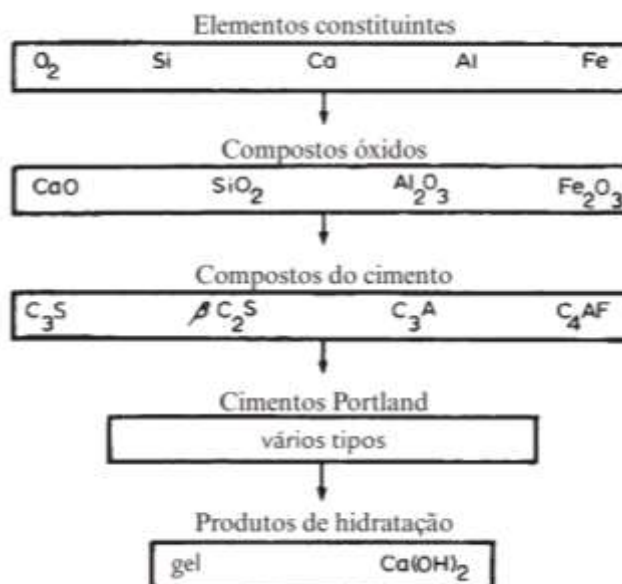 Elementos constituintes
O₂ Si Ca Al Fe
Compostos óxidos
CaO SiO₂ Al₂O₃ Fe₂O₃
Compostos do cimento
C₃S βC₂S C₃A C₄AF
Cimentos Portland
vários tipos
Produtos de hidratação
gel Ca(OH)₂